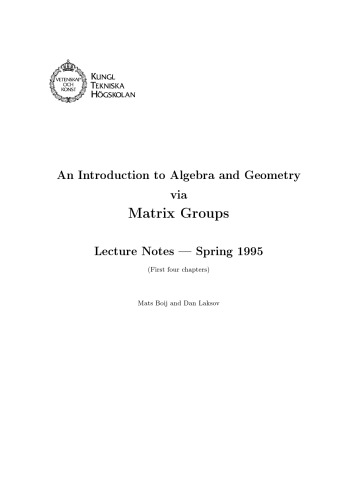 VETENSKAP
OCH
KONST
KUNGL
TEKNISKA
HÖGSKOLAN
An Introduction to Algebra and Geometry
via
Matrix Groups
Lecture Notes — Spring 1995
(First four chapters)
Mats Boij and Dan Laksov